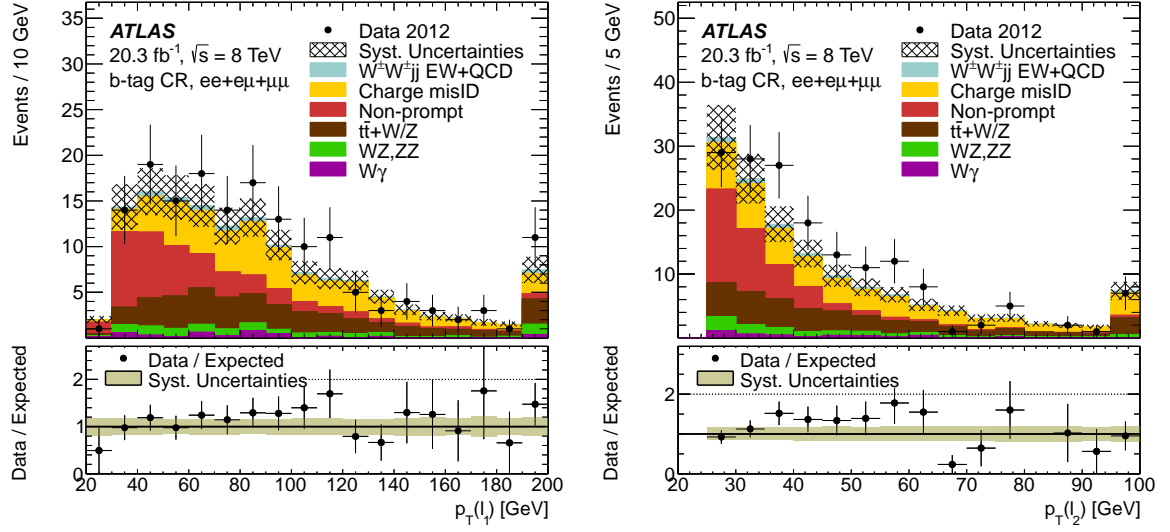 Events / 10 GeV
35
30
25
20
15
10
5
ATLAS
20.3 fb⁻¹, √s = 8 TeV
b-tag CR, ee+eμ+μμ
Data 2012
Syst. Uncertainties
W±W±jj EW+QCD
Charge misID
Non-prompt
tt̄+W/Z
WZ,ZZ
Wγ
Data / Expected
2
1
0
Data / Expected
Syst. Uncertainties
20 40 60 80 100 120 140 160 180 200
p_T(l₁) [GeV]
Events / 5 GeV
50
40
30
20
10
ATLAS
20.3 fb⁻¹, √s = 8 TeV
b-tag CR, ee+eμ+μμ
Data 2012
Syst. Uncertainties
W±W±jj EW+QCD
Charge misID
Non-prompt
tt̄+W/Z
WZ,ZZ
Wγ
Data / Expected
2
1
0
Data / Expected
Syst. Uncertainties
20 30 40 50 60 70 80 90 100
p_T(l₂) [GeV]